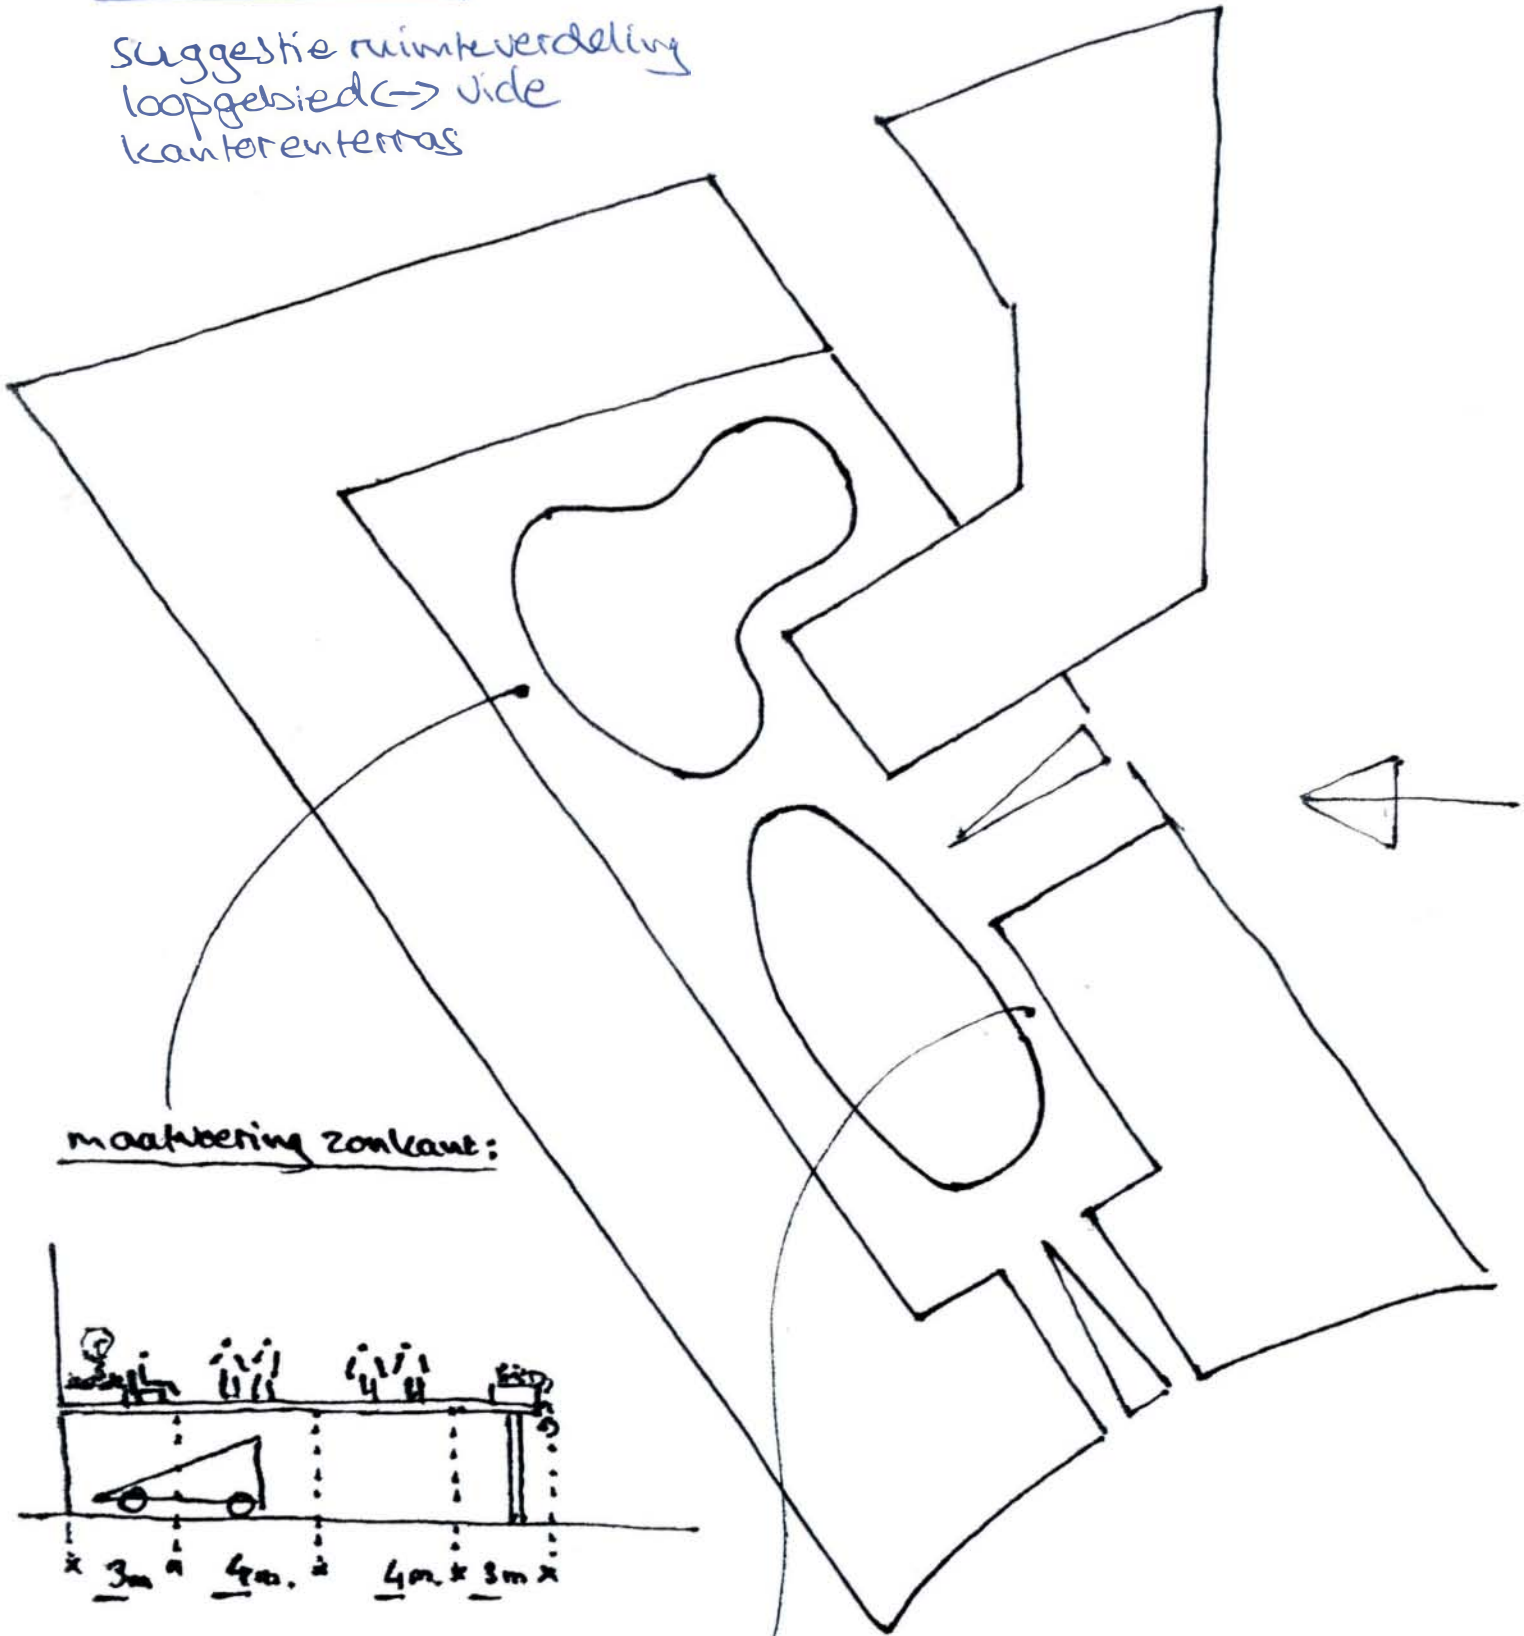 suggestie ruimteverdeling
loopgebied <-> vide
kantorenterras
maatvoering zonkant:
3m 4m. 4m. 3m